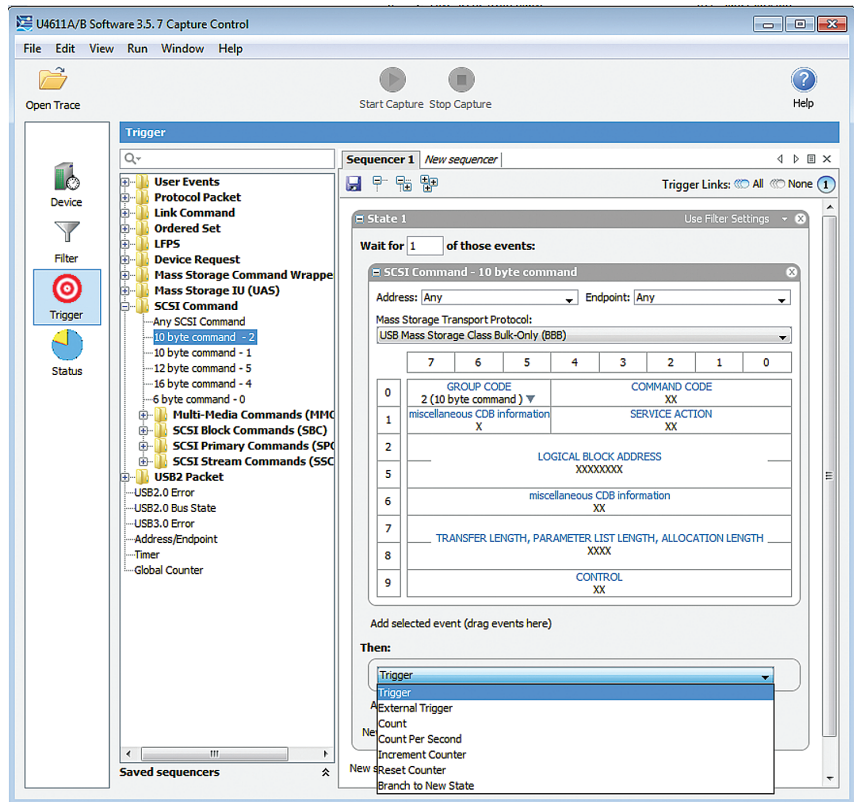 U4611A/B Software 3.5. 7 Capture Control
File Edit View Run Window Help
Open Trace
Start Capture Stop Capture
Help
Device
Filter
Trigger
Status
Trigger
User Events
Protocol Packet
Link Command
Ordered Set
LFPS
Device Request
Mass Storage Command Wrappe
Mass Storage IU (UAS)
SCSI Command
Any SCSI Command
10 byte command - 2
10 byte command - 1
12 byte command - 5
16 byte command - 4
6 byte command - 0
Multi-Media Commands (MMC
SCSI Block Commands (SBC)
SCSI Primary Commands (SPC
SCSI Stream Commands (SSC
USB2 Packet
USB2.0 Error
USB2.0 Bus State
USB3.0 Error
Address/Endpoint
Timer
Global Counter
Saved sequencers
Sequencer 1 New sequencer
Trigger Links: All None 1
State 1 Use Filter Settings
Wait for 1 of those events:
SCSI Command - 10 byte command
Address: Any Endpoint: Any
Mass Storage Transport Protocol:
USB Mass Storage Class Bulk-Only (BBB)
7 6 5 4 3 2 1 0
0 GROUP CODE COMMAND CODE
2 (10 byte command ) XX
1 miscellaneous CDB information SERVICE ACTION
X XX
2
LOGICAL BLOCK ADDRESS
XXXXXXXX
5
6 miscellaneous CDB information
XX
7
TRANSFER LENGTH, PARAMETER LIST LENGTH, ALLOCATION LENGTH
XXXX
8
9 CONTROL
XX
Add selected event (drag events here)
Then:
Trigger
Trigger
External Trigger
Count
Count Per Second
Increment Counter
Reset Counter
Branch to New State
A
Ne
New s